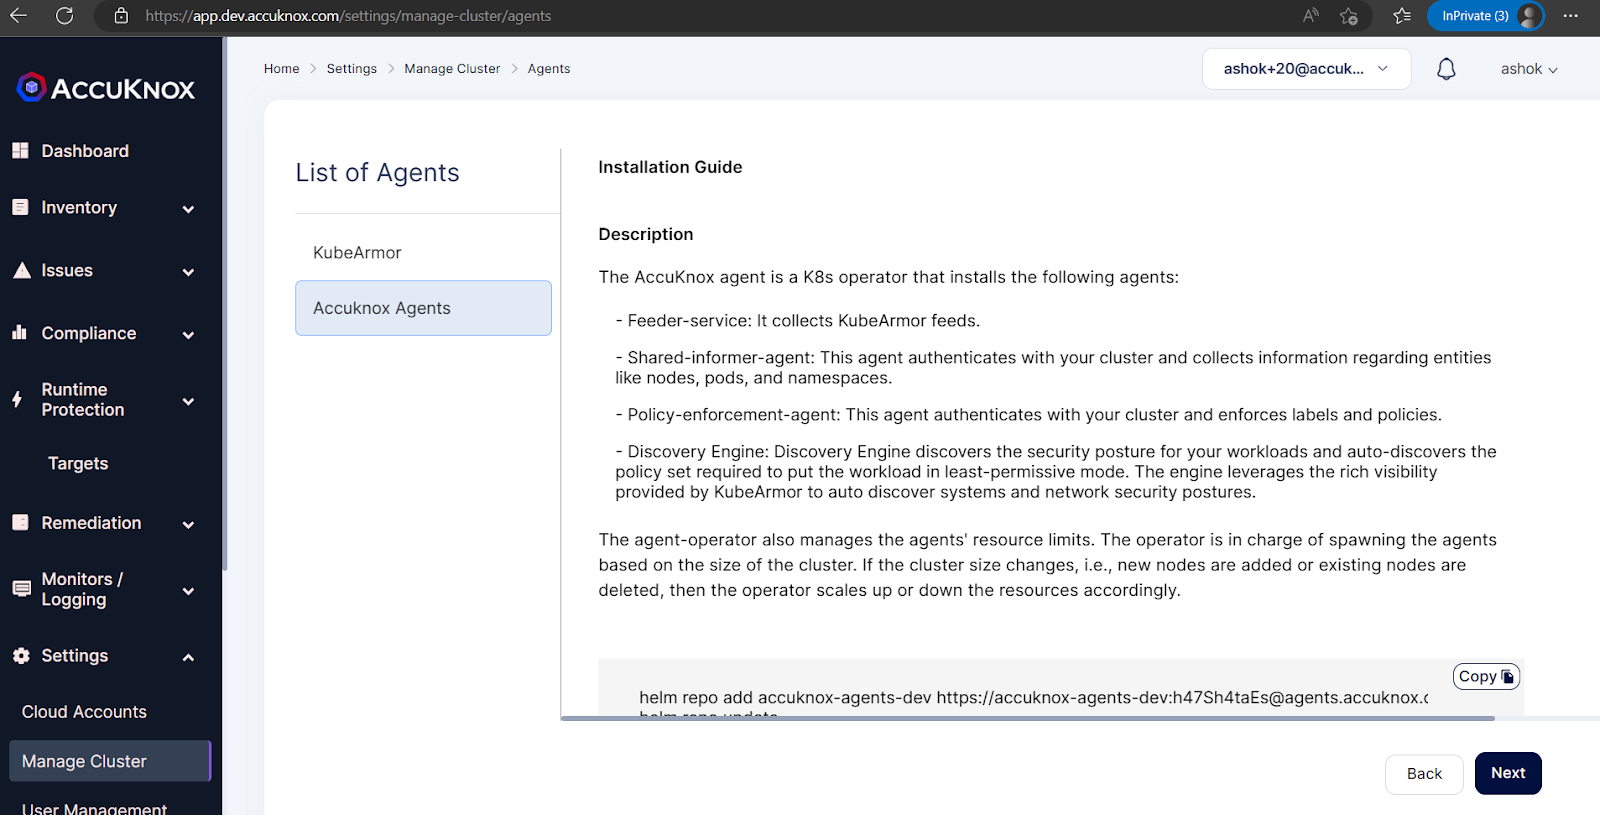 https://app.dev.accuknox.com/settings/manage-cluster/agents
InPrivate (3)
ACCUKNOX
Home > Settings > Manage Cluster > Agents
ashok+20@accuk...
ashok
Dashboard
Inventory
Issues
Compliance
Runtime
Protection
Targets
Remediation
Monitors /
Logging
Settings
Cloud Accounts
Manage Cluster
User Management
List of Agents
KubeArmor
Accuknox Agents
Installation Guide
Description
The AccuKnox agent is a K8s operator that installs the following agents:
- Feeder-service: It collects KubeArmor feeds.
- Shared-informer-agent: This agent authenticates with your cluster and collects information regarding entities
like nodes, pods, and namespaces.
- Policy-enforcement-agent: This agent authenticates with your cluster and enforces labels and policies.
- Discovery Engine: Discovery Engine discovers the security posture for your workloads and auto-discovers the
policy set required to put the workload in least-permissive mode. The engine leverages the rich visibility
provided by KubeArmor to auto discover systems and network security postures.
The agent-operator also manages the agents' resource limits. The operator is in charge of spawning the agents
based on the size of the cluster. If the cluster size changes, i.e., new nodes are added or existing nodes are
deleted, then the operator scales up or down the resources accordingly.
Copy
helm repo add accuknox-agents-dev https://accuknox-agents-dev:h47Sh4taEs@agents.accuknox.c
helm repo update
Back
Next